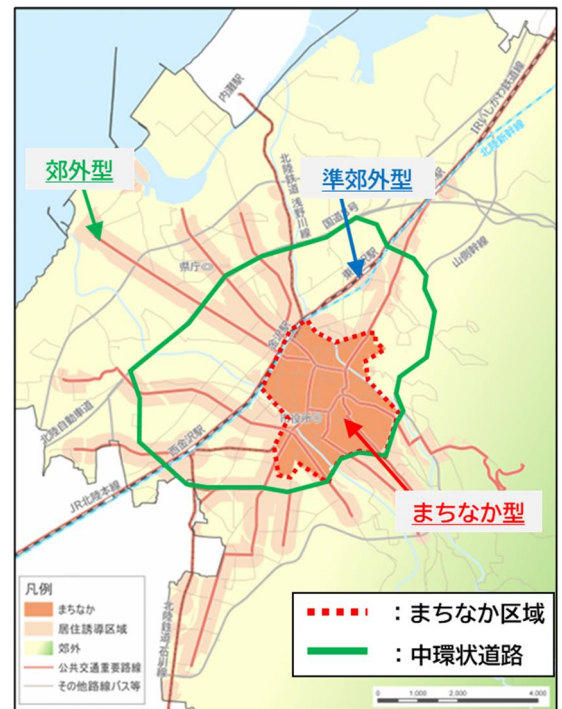 内灘駅
IRいしかわ鉄道線
北陸新幹線
郊外型
準郊外型
北陸鉄道 浅野川線
国道
号
山側幹線
県庁◎
金沢駅
北陸自動車道
西金沢駅
JR北陸本線
まちなか型
北陸鉄道石川線
凡例
まちなか
居住誘導区域
郊外
公共交通重要路線
その他路線バス等
：まちなか区域
：中環状道路
0 1,000 2,000 4,000